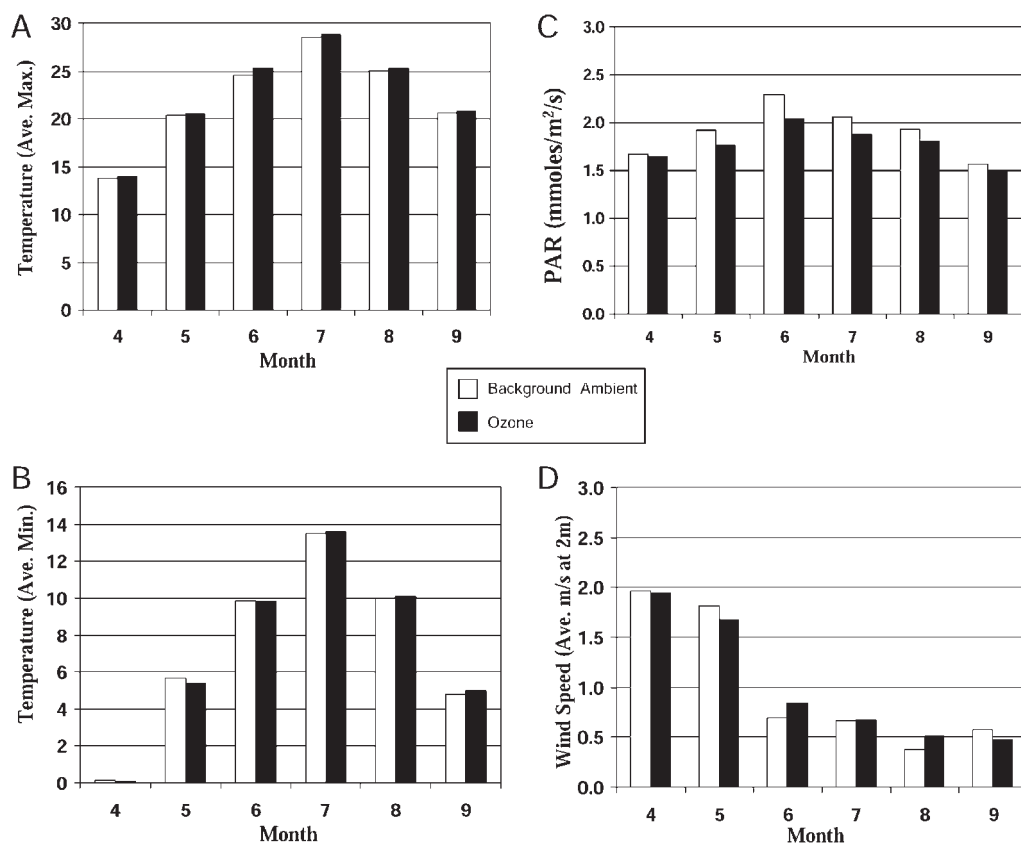 A
Temperature (Ave. Max.)
30
25
20
15
10
5
0
4 5 6 7 8 9
Month
C
PAR (mmoles/m²/s)
3.0
2.5
2.0
1.5
1.0
0.5
0.0
4 5 6 7 8 9
Month
Background Ambient
Ozone
B
Temperature (Ave. Min.)
16
14
12
10
8
6
4
2
0
4 5 6 7 8 9
Month
D
Wind Speed (Ave. m/s at 2m)
3.0
2.5
2.0
1.5
1.0
0.5
0.0
4 5 6 7 8 9
Month